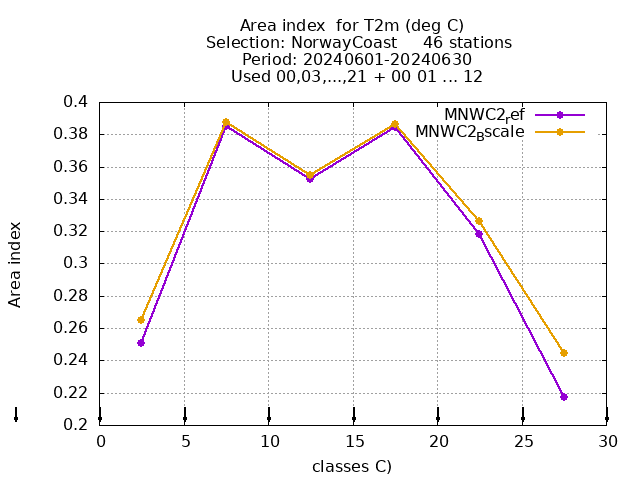 Area index  for T2m (deg C)
Selection: NorwayCoast     46 stations
Period: 20240601-20240630
Used 00,03,...,21 + 00 01 ... 12
MNWC2ref
MNWC2Bscale
0.4
0.38
0.36
0.34
0.32
0.3
0.28
0.26
0.24
0.22
0.2
Area index
0 5 10 15 20 25 30
classes C)